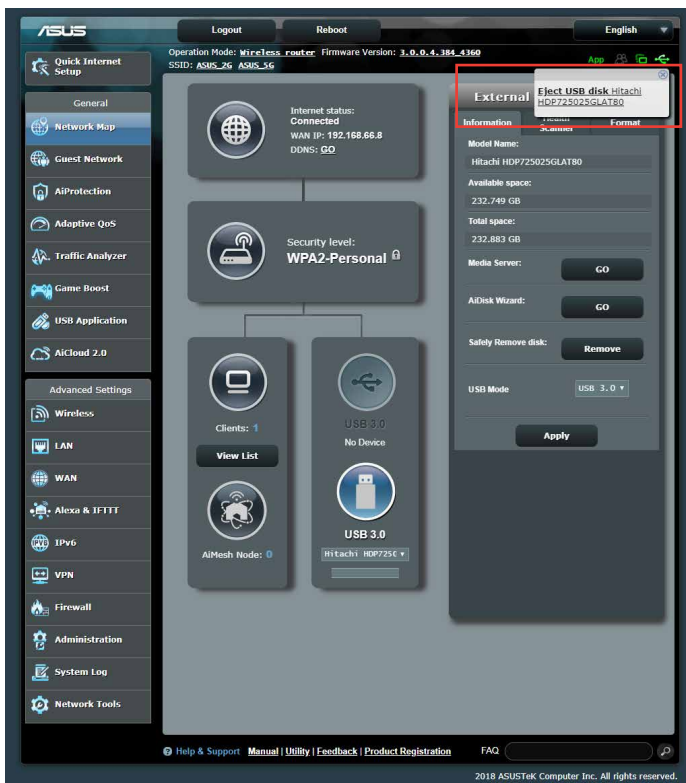 ASUS
Logout
Reboot
English
Quick Internet
Setup
Operation Mode: Wireless router Firmware Version: 3.0.0.4.384_4360
SSID: ASUS_2G ASUS_5G
App
General
Network Map
Guest Network
AiProtection
Adaptive QoS
Traffic Analyzer
Game Boost
USB Application
AiCloud 2.0
Advanced Settings
Wireless
LAN
WAN
Alexa & IFTTT
IPv6
VPN
Firewall
Administration
System Log
Network Tools
Internet status:
Connected
WAN IP: 192.168.66.8
DDNS: GO
Security level:
WPA2-Personal
Clients: 1
View List
AiMesh Node: 0
USB 3.0
No Device
USB 3.0
Hitachi HDP725C
External
Eject USB disk Hitachi
HDP725025GLAT80
Information
Health
Scanner
Format
Model Name:
Hitachi HDP725025GLAT80
Available space:
232.749 GB
Total space:
232.883 GB
Media Server:
GO
AiDisk Wizard:
GO
Safely Remove disk:
Remove
USB Mode
USB 3.0
Apply
Help & Support Manual | Utility | Feedback | Product Registration
FAQ
2018 ASUSTeK Computer Inc. All rights reserved.